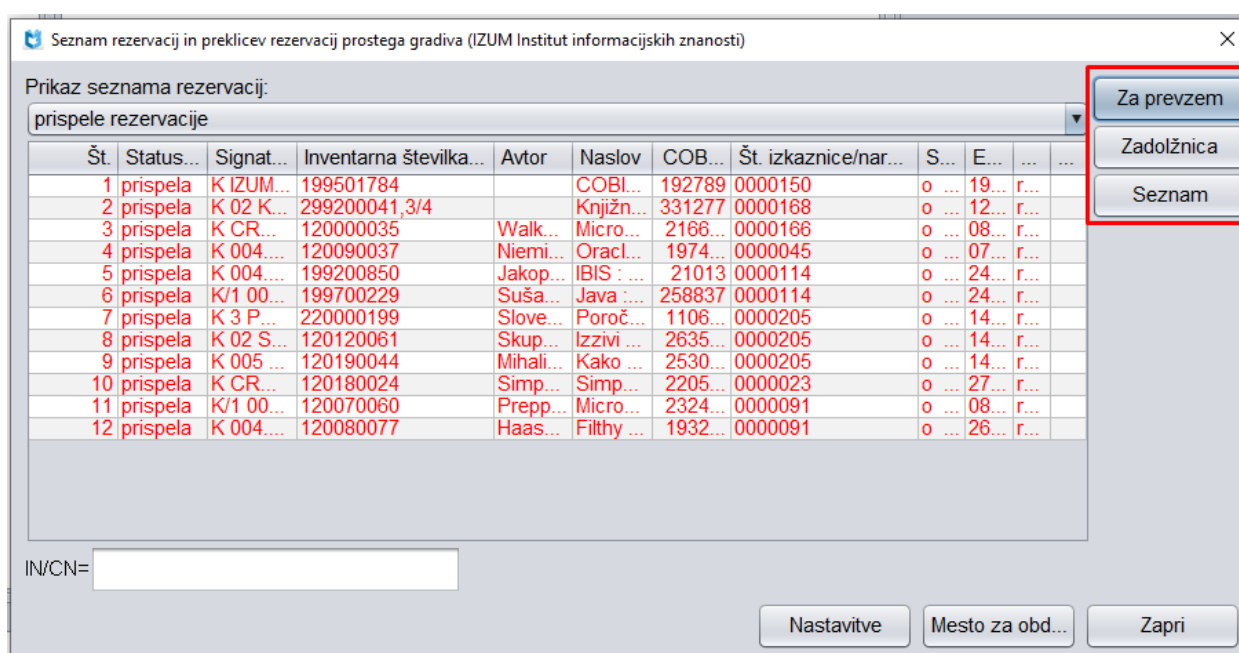 Seznam rezervacij in preklicev rezervacij prostega gradiva (IZUM Institut informacijskih znanosti)
Prikaz seznama rezervacij:
prispele rezervacije
Št. Status... Signat... Inventarna številka... Avtor Naslov COB... Št. izkaznice/nar... S... E... ... ...
1 prispela K IZUM... 199501784 COBI... 192789 0000150 o ... 19... r...
2 prispela K 02 K... 299200041,3/4 Knjižn... 331277 0000168 o ... 12... r...
3 prispela K CR... 120000035 Walk... Micro... 2166... 0000166 o ... 08... r...
4 prispela K 004.... 120090037 Niemi... Oracl... 1974... 0000045 o ... 07... r...
5 prispela K 004.... 199200850 Jakop... IBIS : ... 21013 0000114 o ... 24... r...
6 prispela K/1 00... 199700229 Suša... Java :... 258837 0000114 o ... 24... r...
7 prispela K 3 P... 220000199 Slove... Poroč... 1106... 0000205 o ... 14... r...
8 prispela K 02 S... 120120061 Skup... Izzivi ... 2635... 0000205 o ... 14... r...
9 prispela K 005 ... 120190044 Mihali... Kako ... 2530... 0000205 o ... 14... r...
10 prispela K CR... 120180024 Simp... Simp... 2205... 0000023 o ... 27... r...
11 prispela K/1 00... 120070060 Prepp... Micro... 2324... 0000091 o ... 08... r...
12 prispela K 004.... 120080077 Haas... Filthy ... 1932... 0000091 o ... 26... r...
Za prevzem
Zadolžnica
Seznam
IN/CN=
Nastavitve Mesto za obd... Zapri